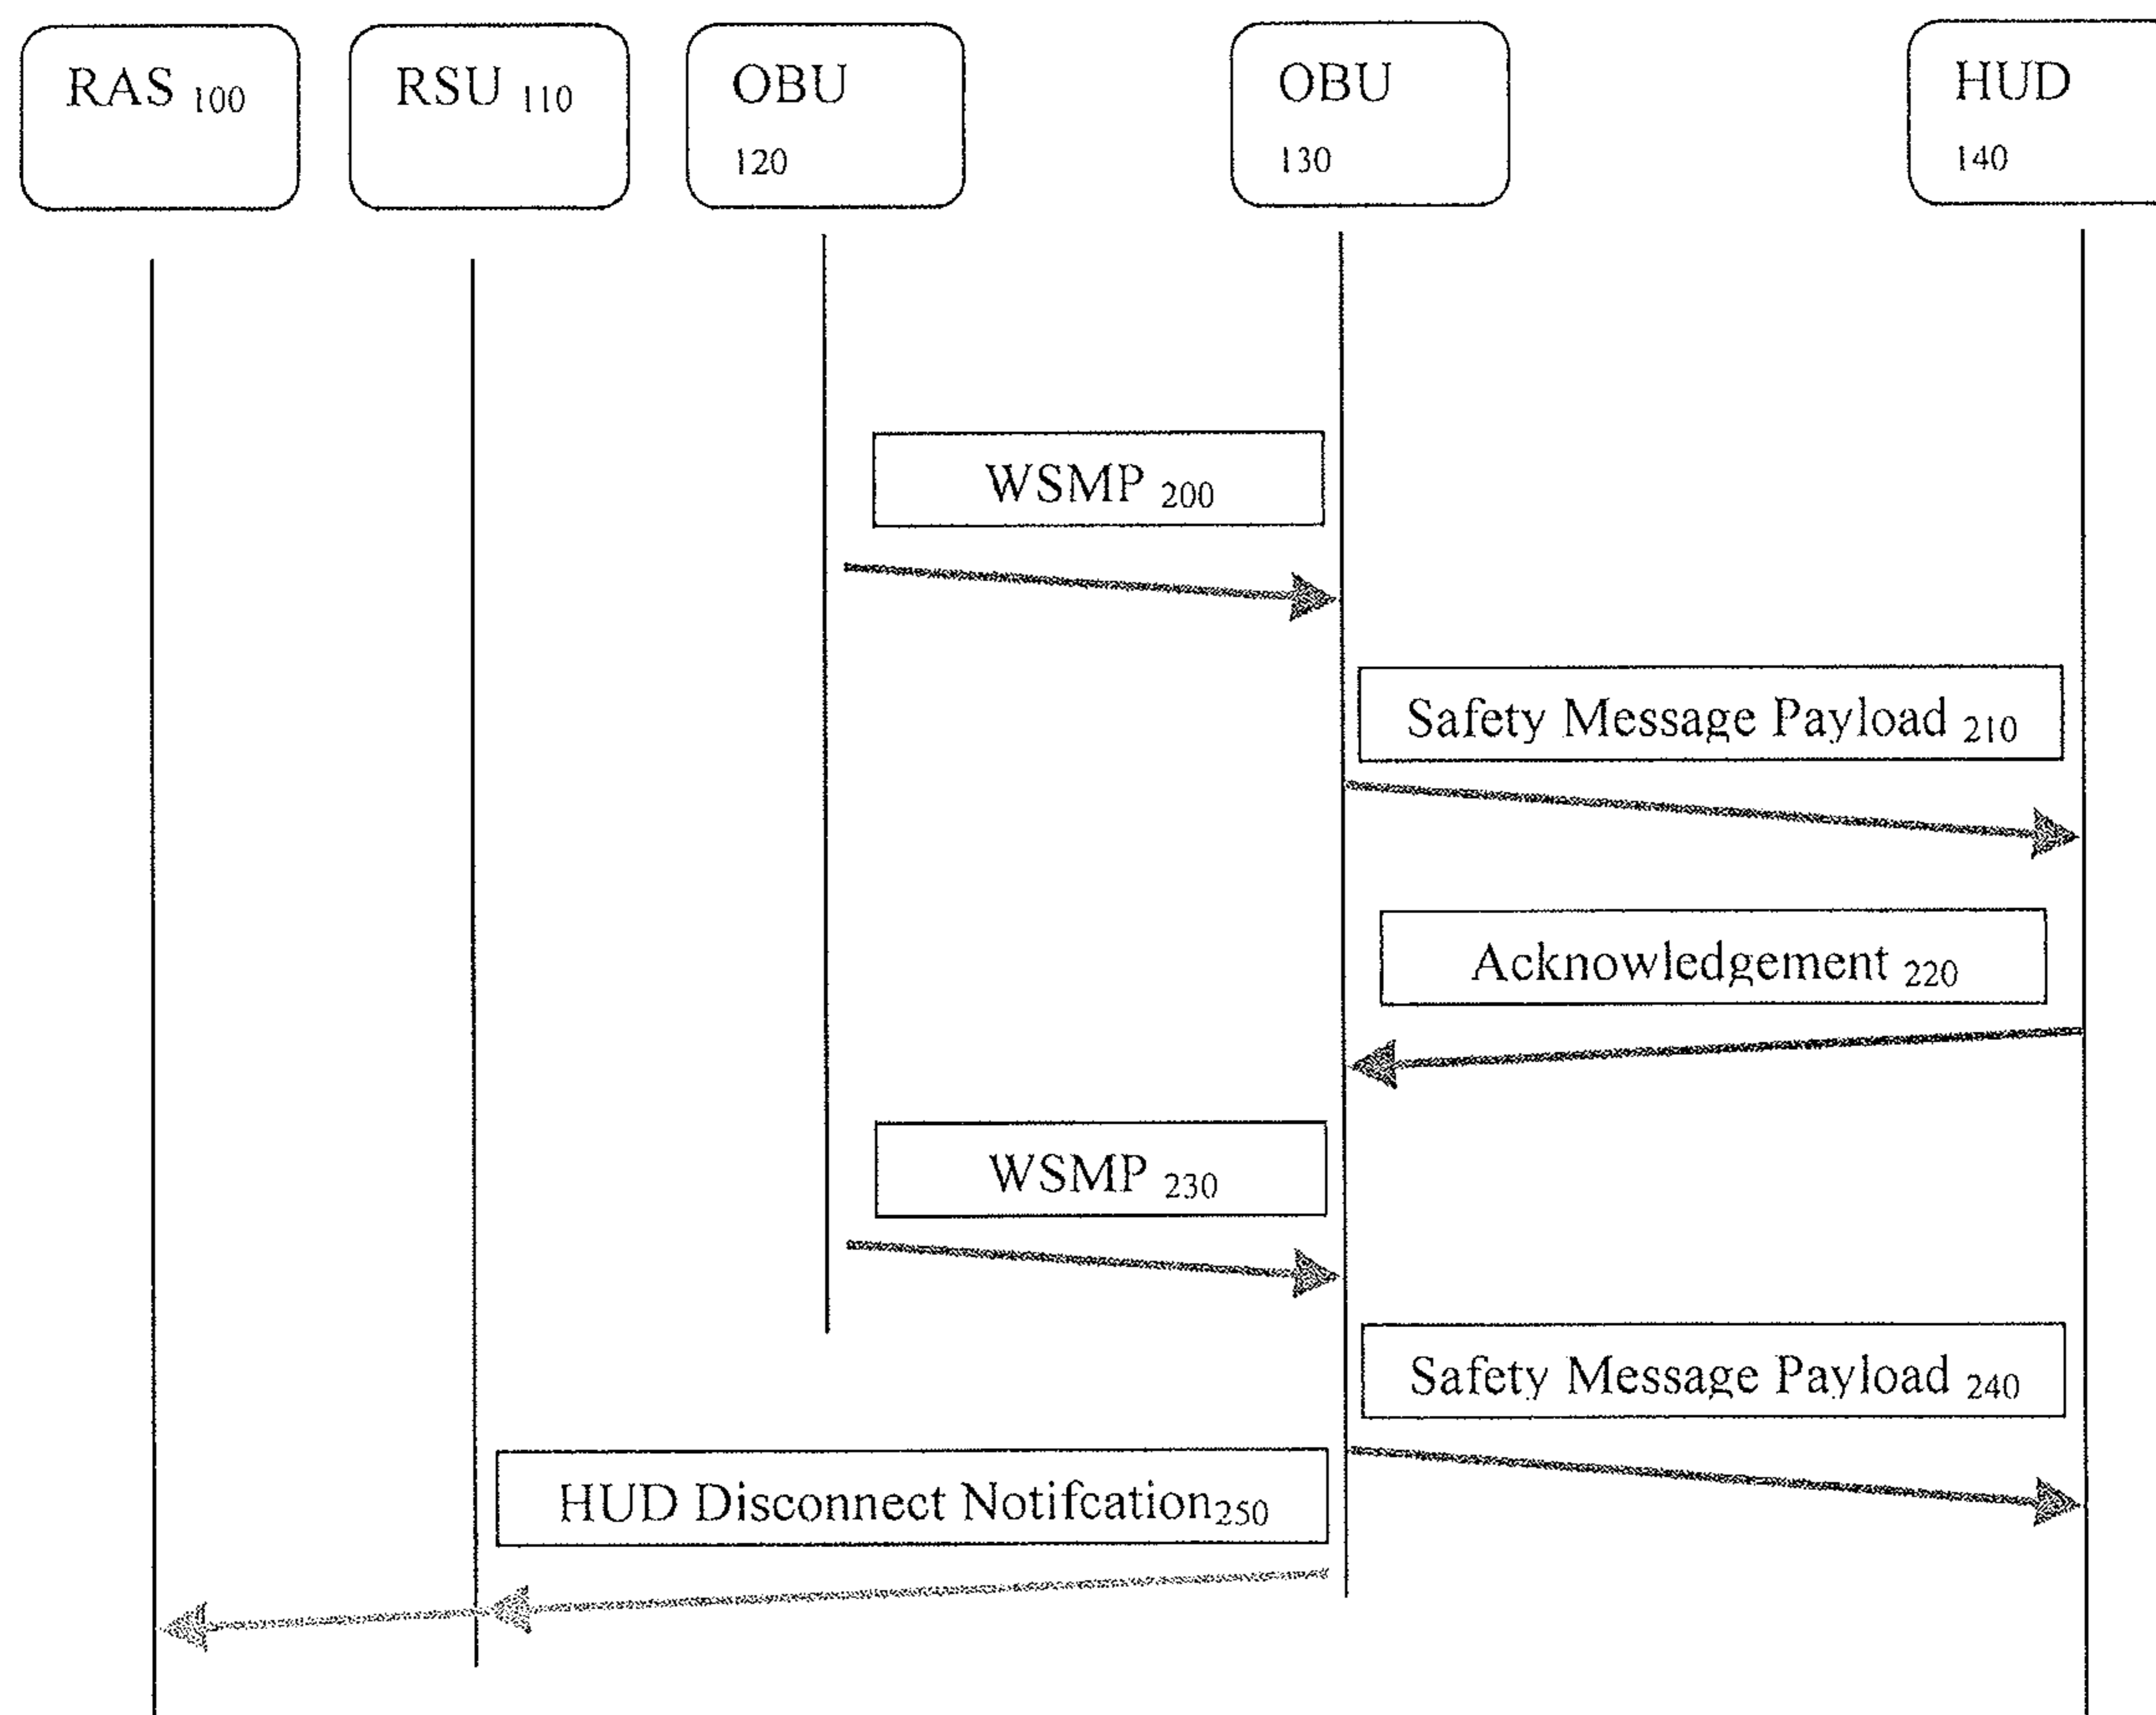 RAS 100
RSU 110
OBU
120
OBU
130
HUD
140
WSMP 200
Safety Message Payload 210
Acknowledgement 220
WSMP 230
Safety Message Payload 240
HUD Disconnect Notifcation250